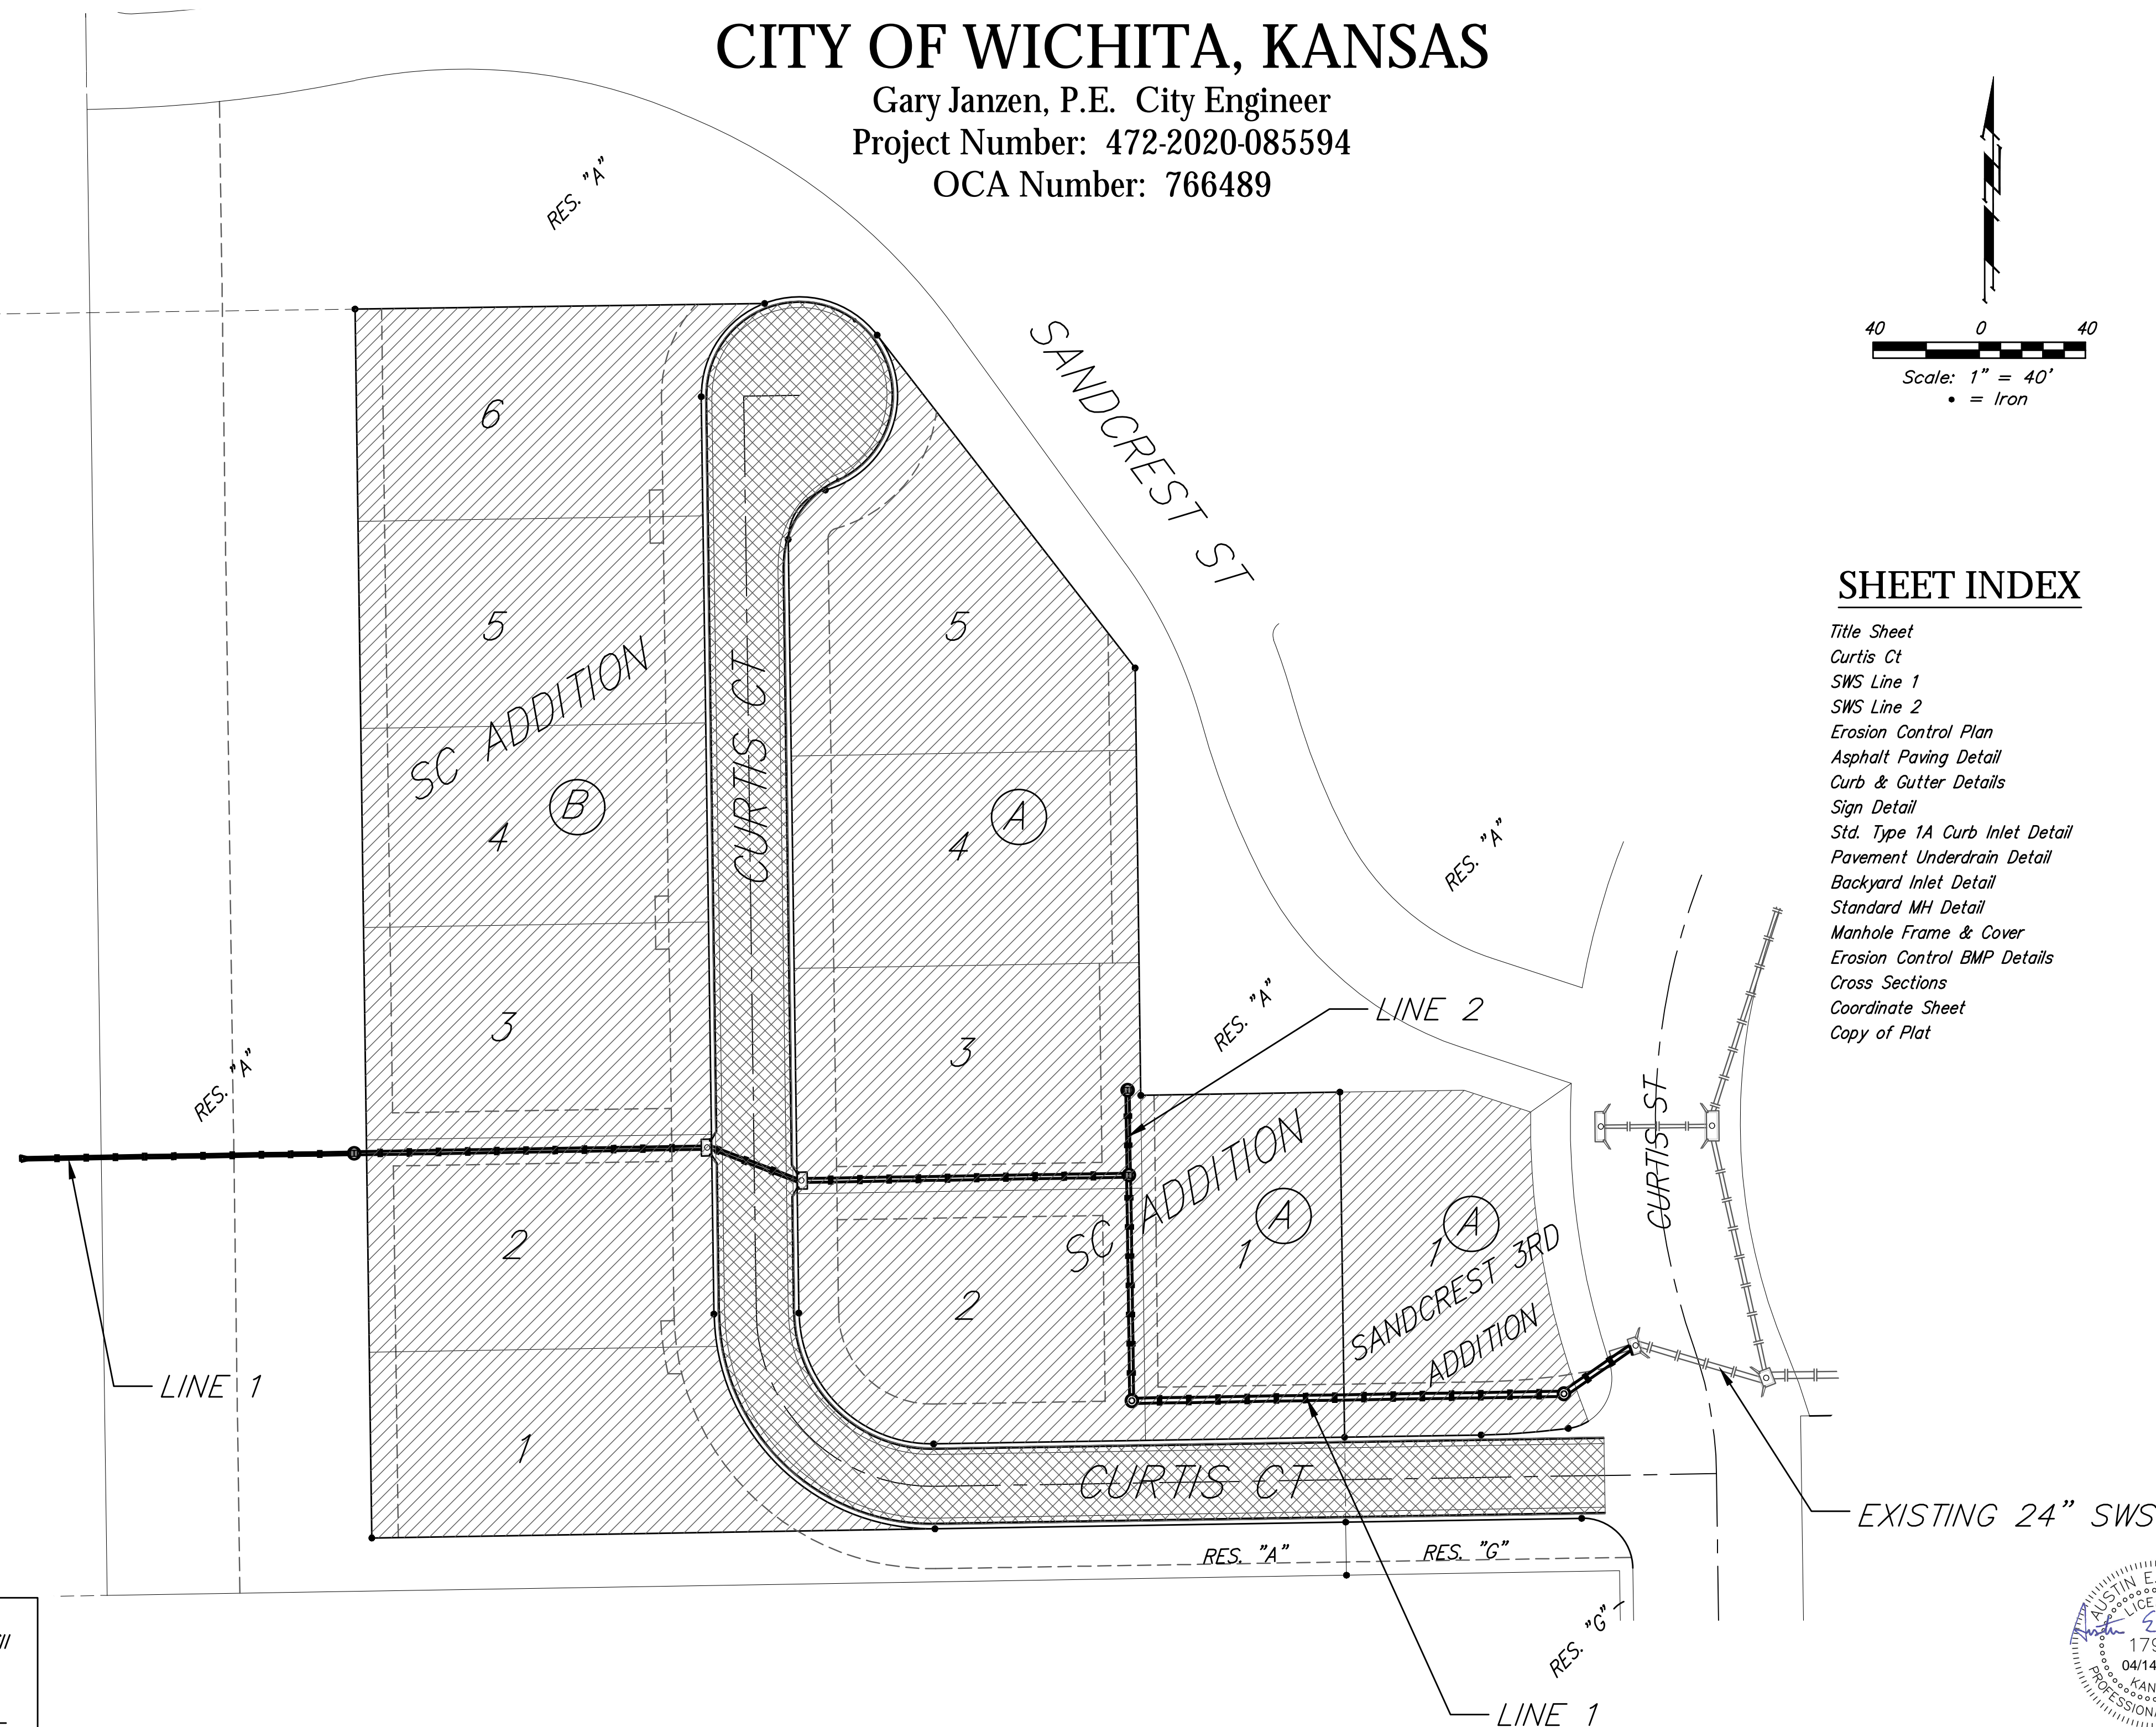 CITY OF WICHITA, KANSAS
Gary Janzen, P.E. City Engineer
Project Number: 472-2020-085594
OCA Number: 766489
40 0 40
Scale: 1" = 40'
• = Iron
SHEET INDEX
Title Sheet
Curtis Ct
SWS Line 1
SWS Line 2
Erosion Control Plan
Asphalt Paving Detail
Curb & Gutter Details
Sign Detail
Std. Type 1A Curb Inlet Detail
Pavement Underdrain Detail
Backyard Inlet Detail
Standard MH Detail
Manhole Frame & Cover
Erosion Control BMP Details
Cross Sections
Coordinate Sheet
Copy of Plat
RES. "A"
SANDCREST ST
6
5
SC ADDITION
B
4
3
2
1
CURTIS CT
5
A
4
3
2
RES. "A"
RES. "A"
RES. "A"
LINE 2
LINE 1
SC ADDITION
A
1
A
1
SANDCREST 3RD
ADDITION
CURTIS ST
CURTIS CT
EXISTING 24" SWS
RES. "A"
RES. "G"
RES. "G"
LINE 1
AUSTIN
04/14